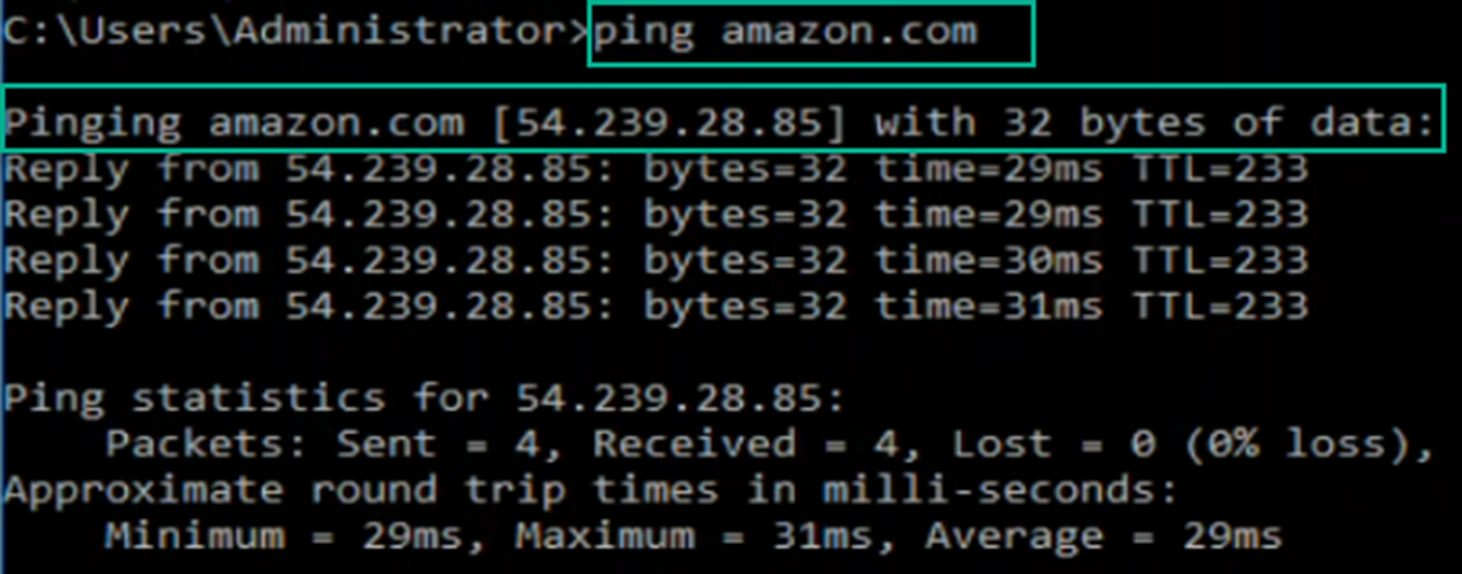 C:\Users\Administrator>ping amazon.com
Pinging amazon.com [54.239.28.85] with 32 bytes of data:
Reply from 54.239.28.85: bytes=32 time=29ms TTL=233
Reply from 54.239.28.85: bytes=32 time=29ms TTL=233
Reply from 54.239.28.85: bytes=32 time=30ms TTL=233
Reply from 54.239.28.85: bytes=32 time=31ms TTL=233
Ping statistics for 54.239.28.85:
Packets: Sent = 4, Received = 4, Lost = 0 (0% loss),
Approximate round trip times in milli-seconds:
Minimum = 29ms, Maximum = 31ms, Average = 29ms